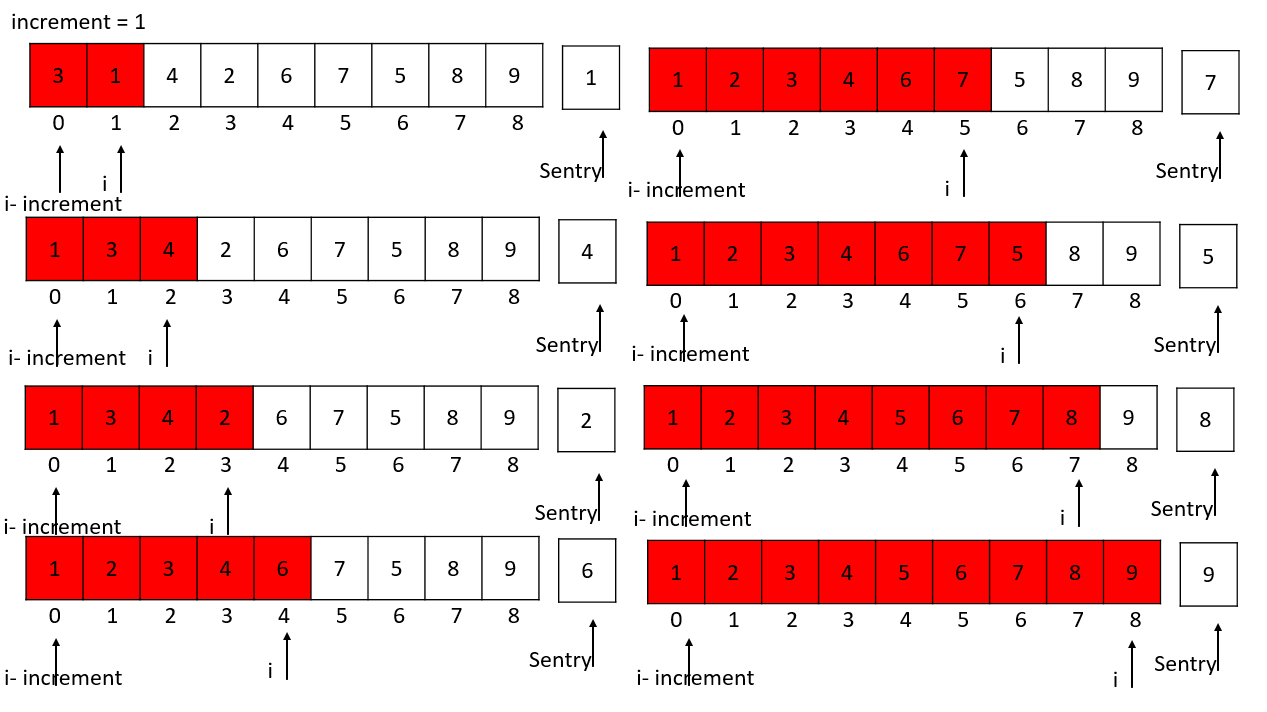 increment = 1
3 1 4 2 6 7 5 8 9 1
0 1 2 3 4 5 6 7 8
Sentry
i
i- increment
1 3 4 2 6 7 5 8 9 4
0 1 2 3 4 5 6 7 8
Sentry
i- increment i
1 3 4 2 6 7 5 8 9 2
0 1 2 3 4 5 6 7 8
Sentry
i- increment i
1 2 3 4 6 7 5 8 9 6
0 1 2 3 4 5 6 7 8
Sentry
i
i- increment
1 2 3 4 6 7 5 8 9 7
0 1 2 3 4 5 6 7 8
Sentry
i- increment i
1 2 3 4 6 7 5 8 9 5
0 1 2 3 4 5 6 7 8
Sentry
i- increment i
1 2 3 4 5 6 7 8 9 8
0 1 2 3 4 5 6 7 8
Sentry
i- increment i
1 2 3 4 5 6 7 8 9 9
0 1 2 3 4 5 6 7 8
Sentry
i- increment i